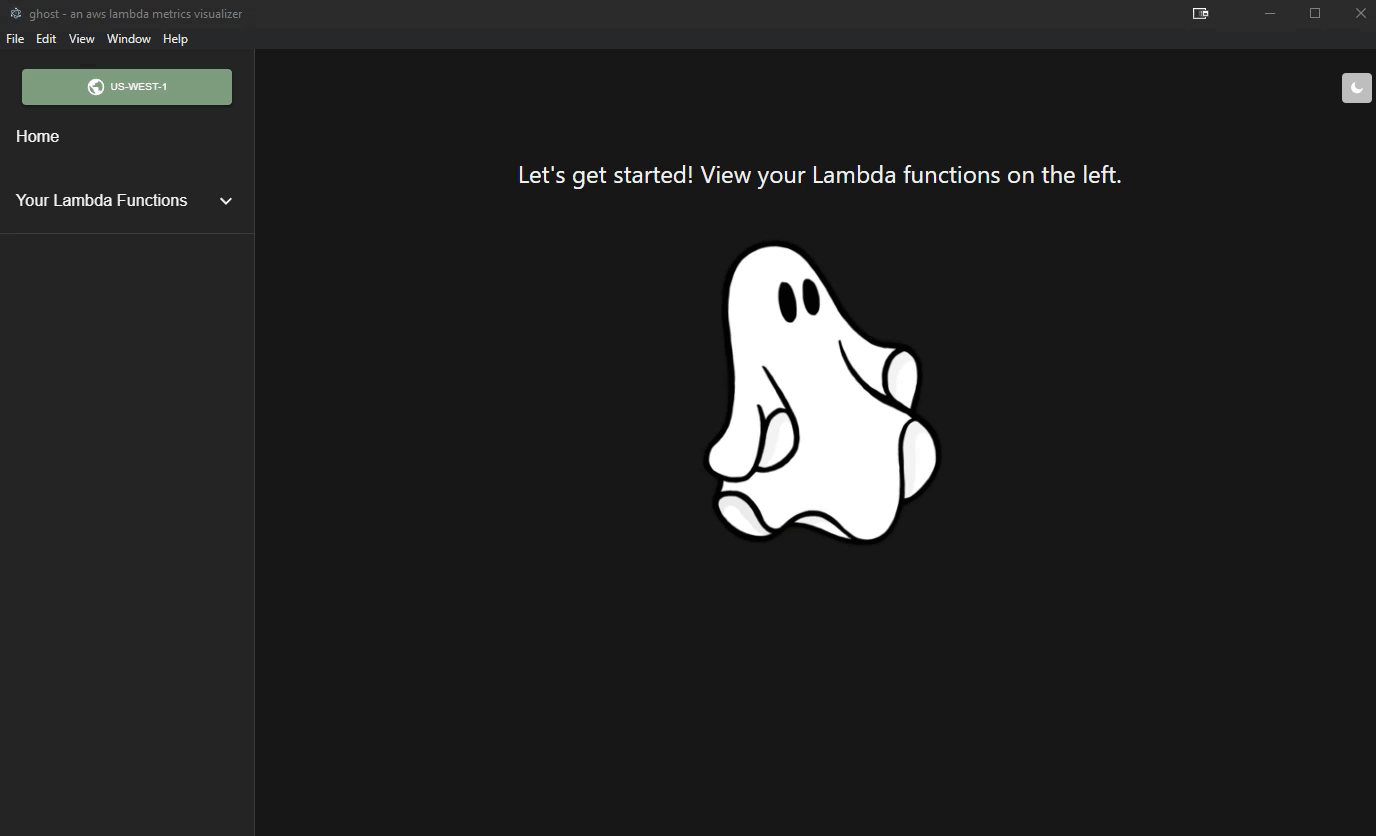 ghost - an aws lambda metrics visualizer
File Edit View Window Help
US-WEST-1
Home
Your Lambda Functions
Let's get started! View your Lambda functions on the left.